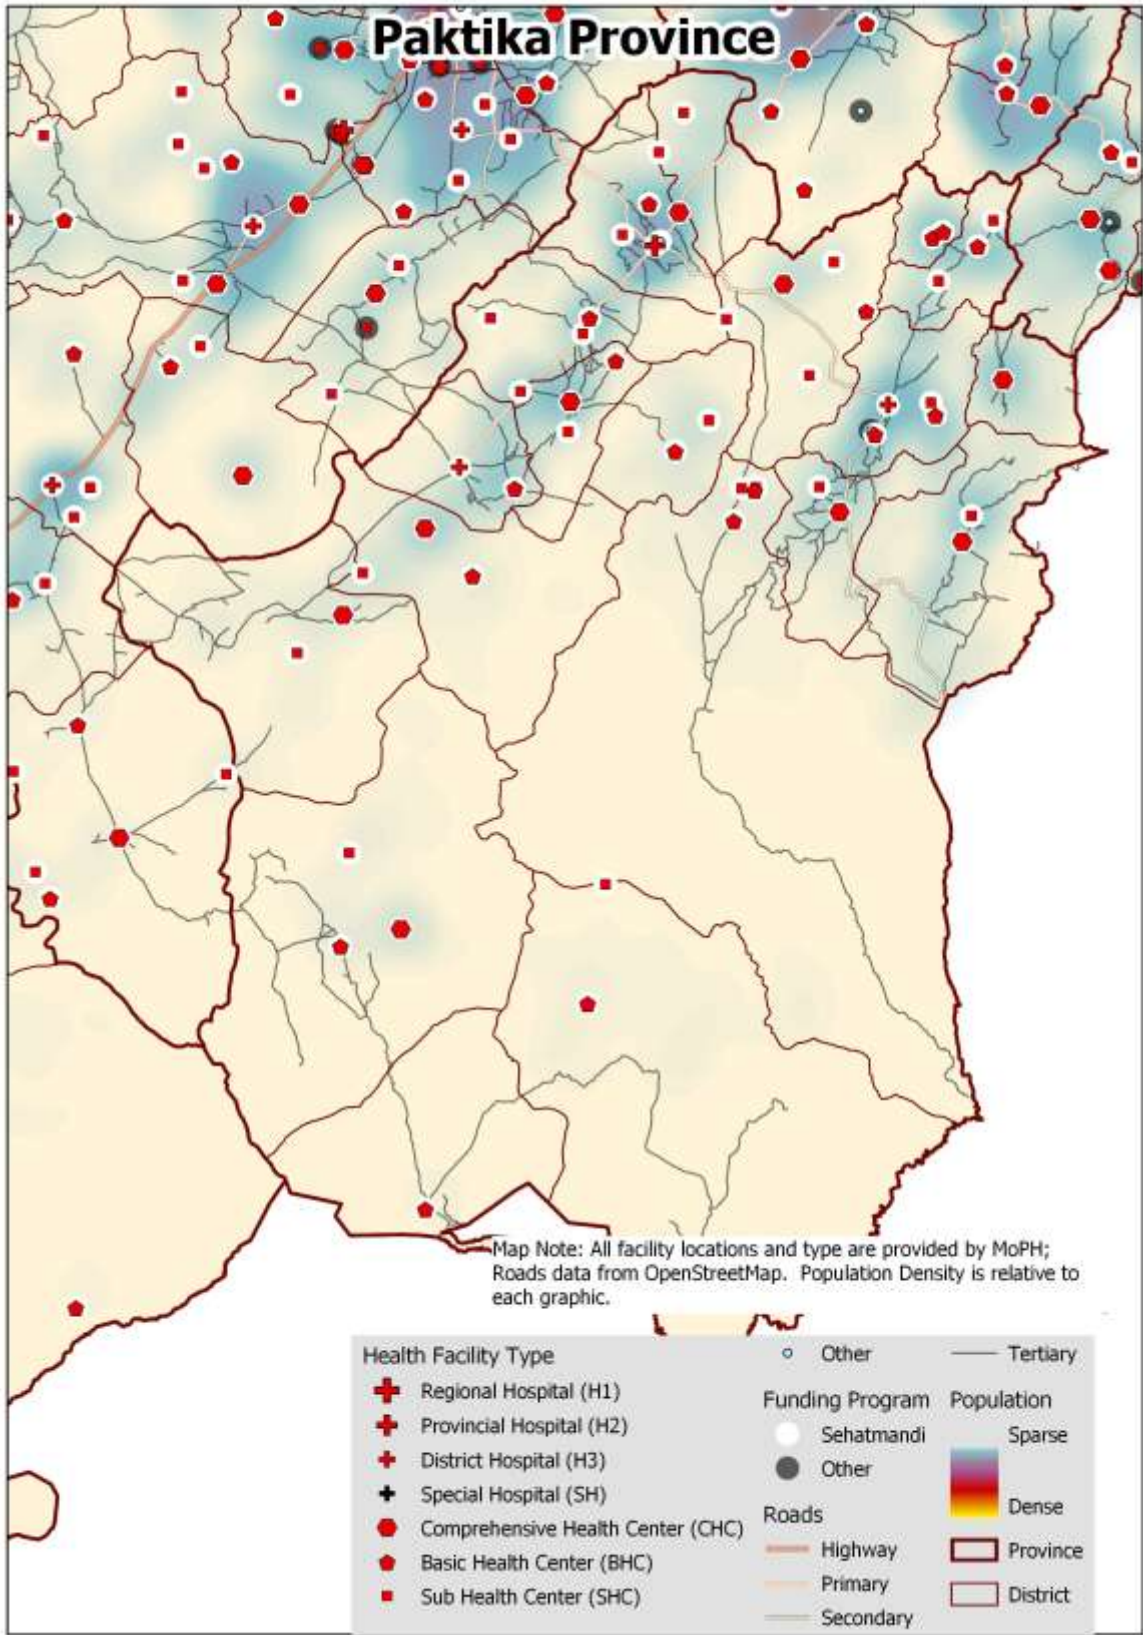 Paktika Province
Map Note: All facility locations and type are provided by MoPH;
Roads data from OpenStreetMap.  Population Density is relative to
each graphic.
Health Facility Type
Regional Hospital (H1)
Provincial Hospital (H2)
District Hospital (H3)
Special Hospital (SH)
Comprehensive Health Center (CHC)
Basic Health Center (BHC)
Sub Health Center (SHC)
Other
Funding Program
Sehatmandi
Other
Roads
Highway
Primary
Secondary
Tertiary
Population
Sparse
Dense
Province
District